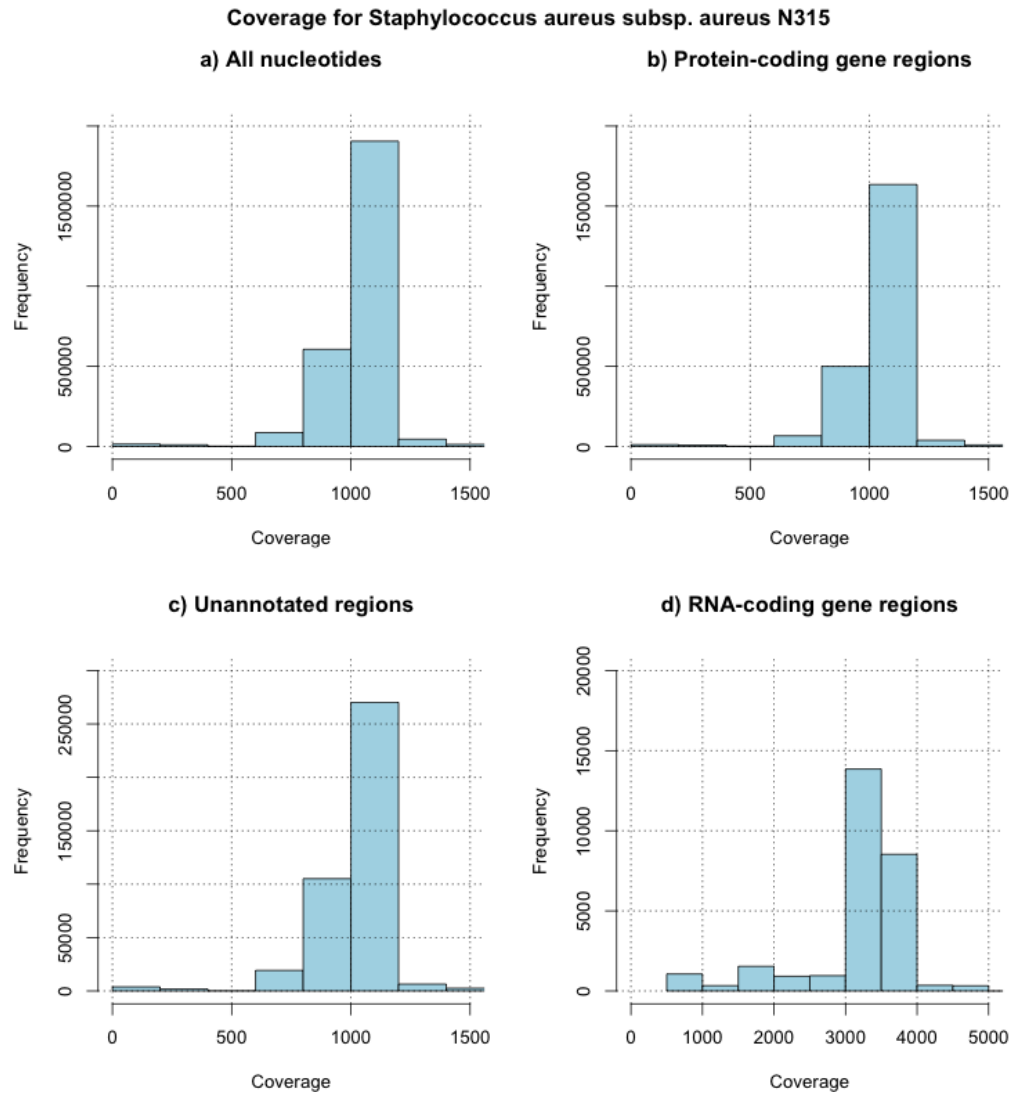 Coverage for Staphylococcus aureus subsp. aureus N315
a) All nucleotides
Frequency
0
500000
1500000
0
500
1000
1500
Coverage
b) Protein-coding gene regions
Frequency
0
500000
1500000
0
500
1000
1500
Coverage
c) Unannotated regions
Frequency
0
50000
150000
250000
0
500
1000
1500
Coverage
d) RNA-coding gene regions
Frequency
0
5000
10000
15000
20000
0
1000
2000
3000
4000
5000
Coverage